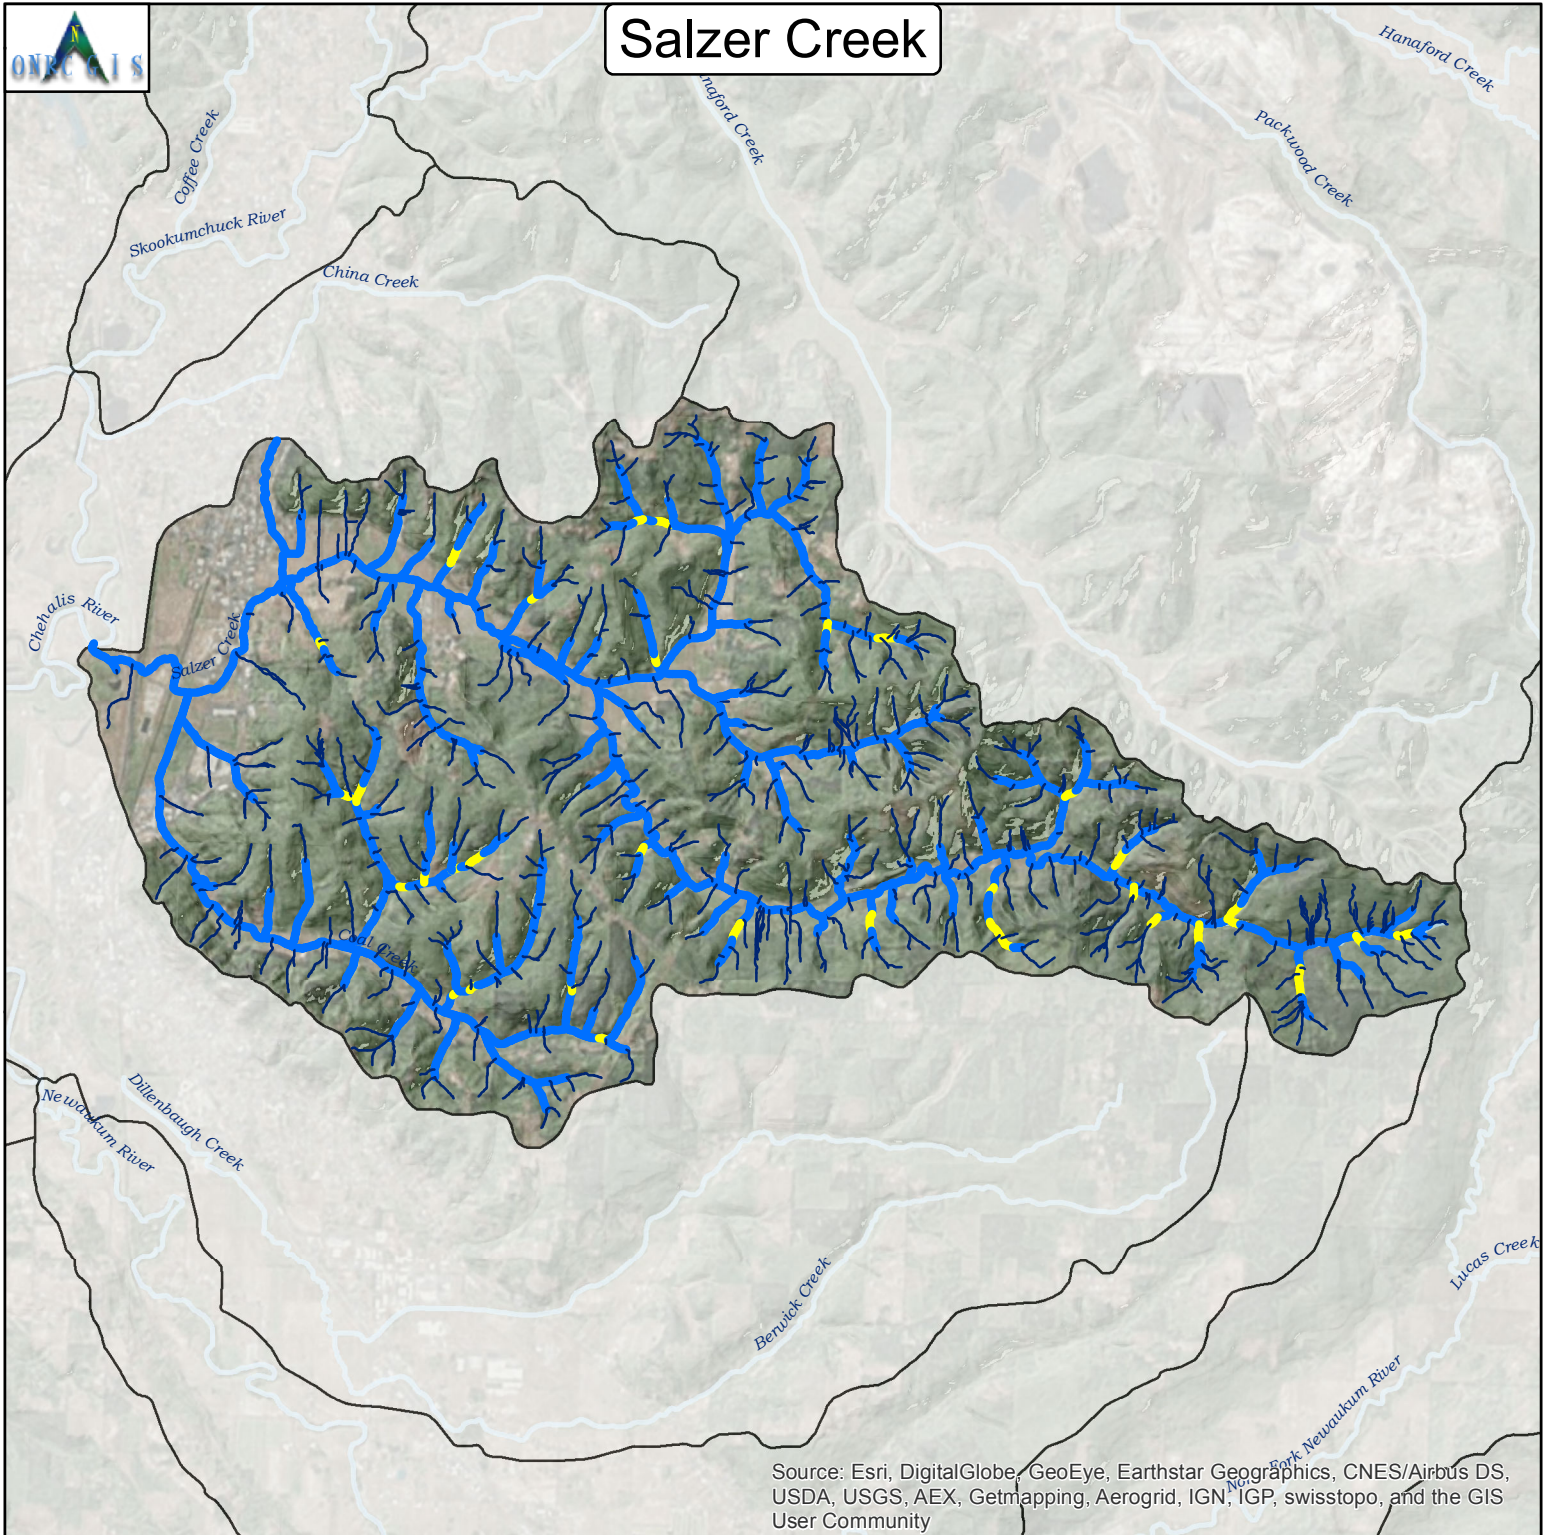 N
ONRC GIS
Salzer Creek
Hanaford Creek
naford Creek
Packwood Creek
Coffee Creek
Skookumchuck River
China Creek
Chehalis River
Salzer Creek
Coal Creek
Dillenbaugh Creek
Newaukum River
Berwick Creek
Lucas Creek
Fork Newaukum River
Source: Esri, DigitalGlobe, GeoEye, Earthstar Geographics, CNES/Airbus DS,
USDA, USGS, AEX, Getmapping, Aerogrid, IGN, IGP, swisstopo, and the GIS
User Community